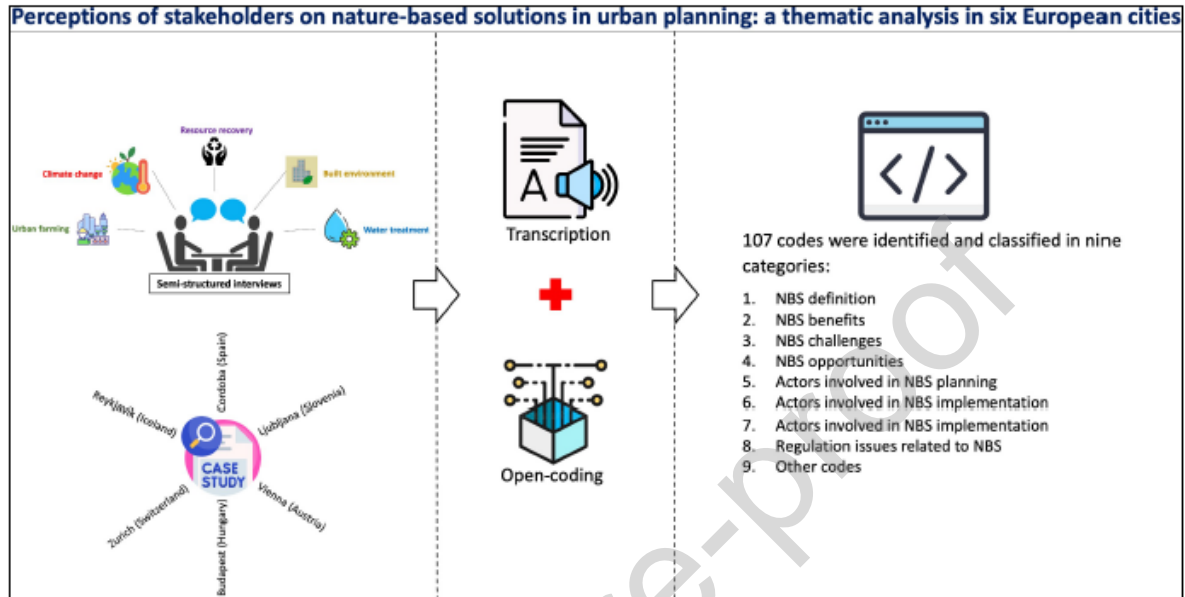 Perceptions of stakeholders on nature-based solutions in urban planning: a thematic analysis in six European cities
Resource recovery
Climate change
Built environment
Urban farming
Water treatment
Semi-structured interviews
Cordoba (Spain)
Reykjavik (Iceland)
Ljubljana (Slovenia)
CASE
STUDY
Zurich (Switzerland)
Vienna (Austria)
Budapest (Hungary)
A
Transcription
Open-coding
</>
107 codes were identified and classified in nine
categories:
1. NBS definition
2. NBS benefits
3. NBS challenges
4. NBS opportunities
5. Actors involved in NBS planning
6. Actors involved in NBS implementation
7. Actors involved in NBS implementation
8. Regulation issues related to NBS
9. Other codes
re-proof